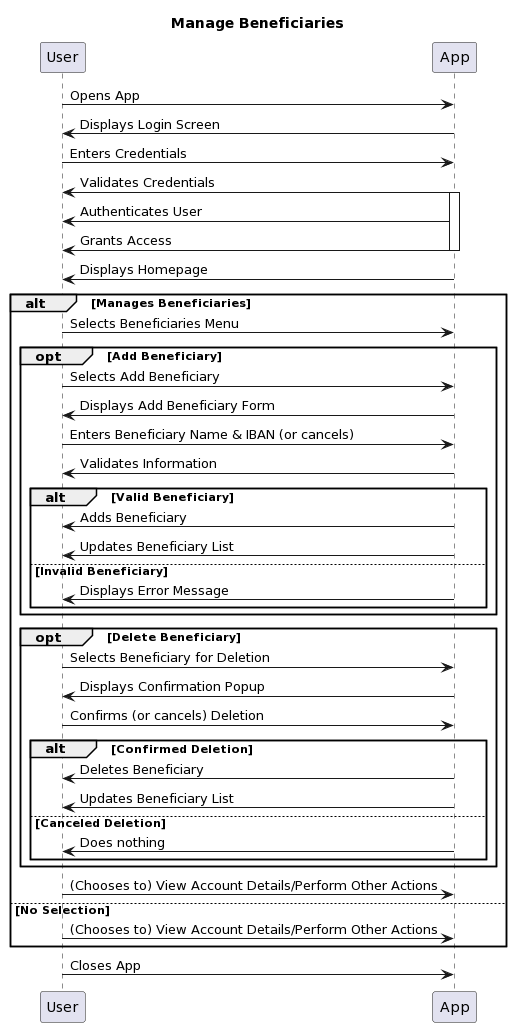 Manage Beneficiaries
User App
Opens App
Displays Login Screen
Enters Credentials
Validates Credentials
Authenticates User
Grants Access
Displays Homepage
alt [Manages Beneficiaries]
Selects Beneficiaries Menu
opt [Add Beneficiary]
Selects Add Beneficiary
Displays Add Beneficiary Form
Enters Beneficiary Name & IBAN (or cancels)
Validates Information
alt [Valid Beneficiary]
Adds Beneficiary
Updates Beneficiary List
[Invalid Beneficiary]
Displays Error Message
opt [Delete Beneficiary]
Selects Beneficiary for Deletion
Displays Confirmation Popup
Confirms (or cancels) Deletion
alt [Confirmed Deletion]
Deletes Beneficiary
Updates Beneficiary List
[Canceled Deletion]
Does nothing
(Chooses to) View Account Details/Perform Other Actions
[No Selection]
(Chooses to) View Account Details/Perform Other Actions
Closes App
User App